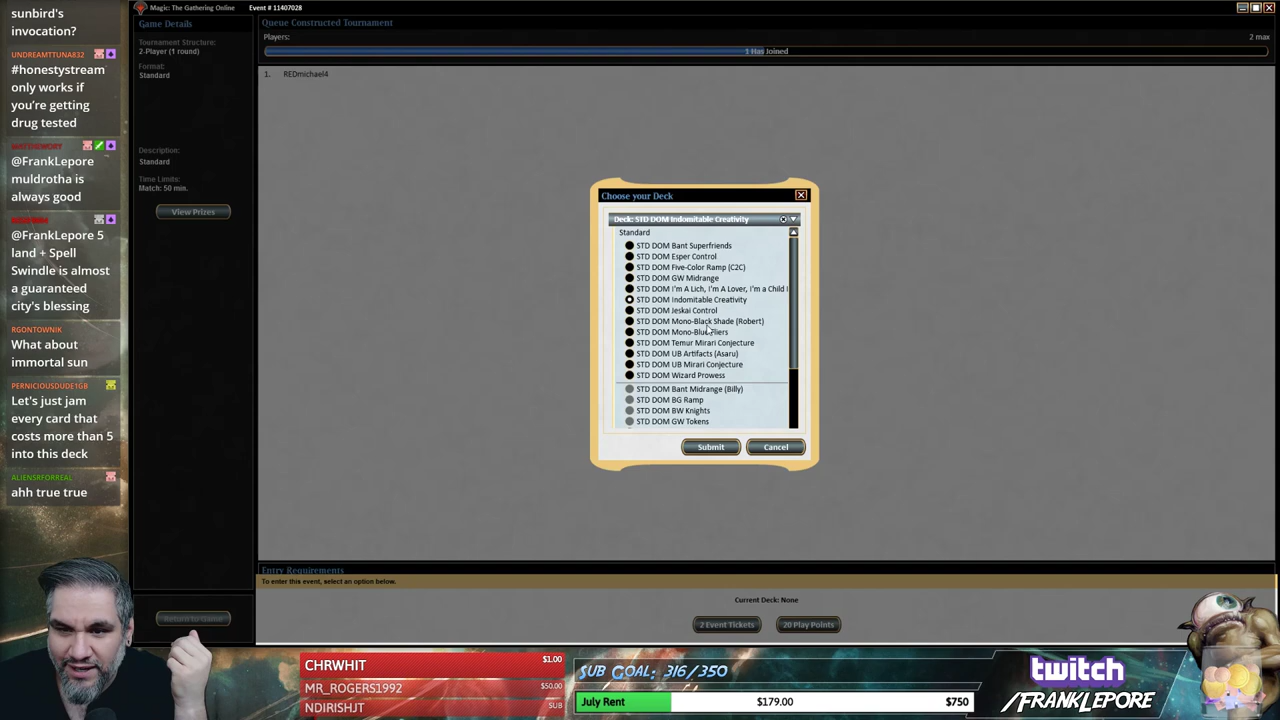 sunbird's
invocation?
UNDREAMTTUNA832
#honestystream
only works if
you're getting
drug tested
@FrankLepore
muldrotha is
always good
@FrankLepore 5
land + Spell
Swindle is almost
a guaranteed
city's blessing
RGONTOWNIK
What about
immortal sun
PERNICIOUSDUDE1GB
Let's just jam
every card that
costs more than 5
into this deck
ALIENSRFORREAL
ahh true true
Magic: The Gathering Online
Event # 11407028
Game Details
Tournament Structure:
2-Player (1 round)
Format:
Standard
Description:
Standard
Time Limits:
Match: 50 min.
View Prizes
Return To Game
Queue Constructed Tournament
Players:
2 max
1 Has Joined
1. REDmichael4
Choose your Deck
Deck: STD DOM Indomitable Creativity
Standard
STD DOM Bant Superfriends
STD DOM Esper Control
STD DOM Five-Color Ramp (C2C)
STD DOM GW Midrange
STD DOM I'm A Lich, I'm A Lover, I'm a Child I
STD DOM Indomitable Creativity
STD DOM Jeskai Control
STD DOM Mono-Black Shade (Robert)
STD DOM Mono-Blue Fliers
STD DOM Temur Mirari Conjecture
STD DOM UB Artifacts (Asaru)
STD DOM UB Mirari Conjecture
STD DOM Wizard Prowess
STD DOM Bant Midrange (Billy)
STD DOM BG Ramp
STD DOM BW Knights
STD DOM GW Tokens
Submit
Cancel
Entry Requirements
To enter this event, select an option below.
Current Deck: None
2 Event Tickets
20 Play Points
CHRWHIT $1.00
MR_ROGERS1992 $50.00
NDIRISHJT SUB
SUB GOAL: 316/350
July Rent $179.00 $750
twitch
/FRANKLEPORE